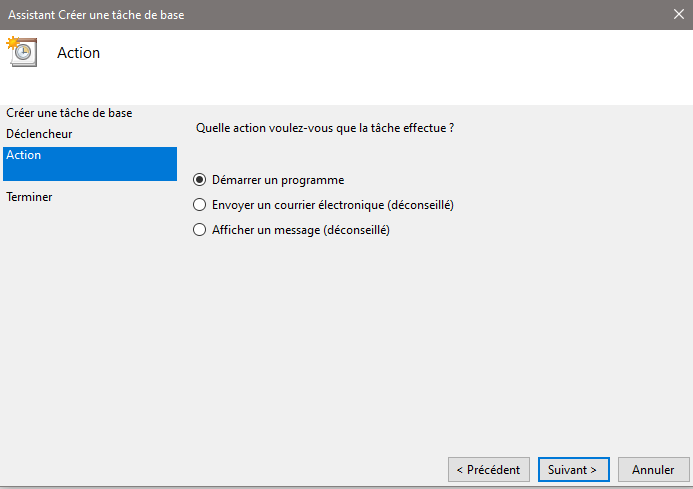 Assistant Créer une tâche de base
Action
Créer une tâche de base
Déclencheur
Action
Terminer
Quelle action voulez-vous que la tâche effectue ?
Démarrer un programme
Envoyer un courrier électronique (déconseillé)
Afficher un message (déconseillé)
< Précédent
Suivant >
Annuler